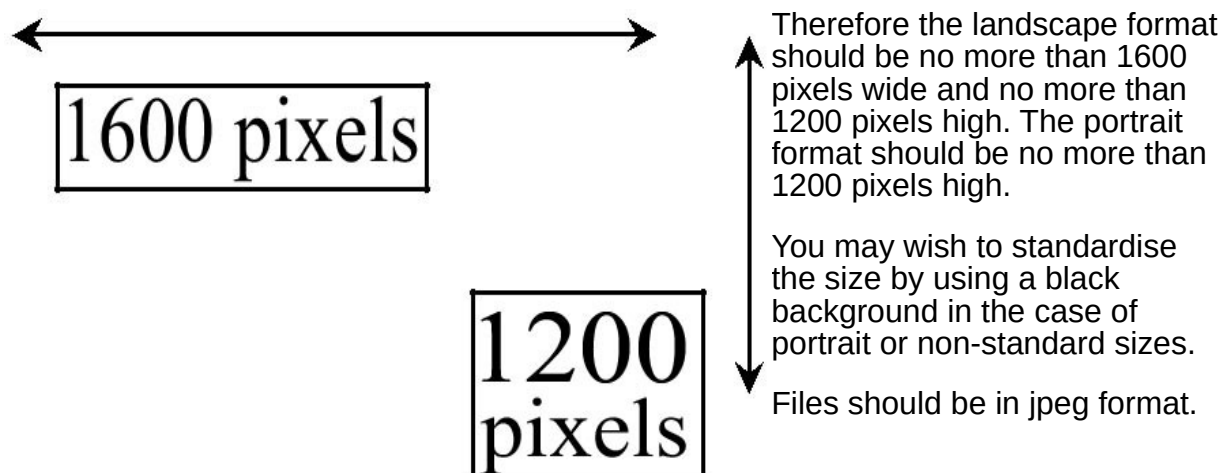 1600 pixels
1200
pixels
Therefore the landscape format
should be no more than 1600
pixels wide and no more than
1200 pixels high. The portrait
format should be no more than
1200 pixels high.
You may wish to standardise
the size by using a black
background in the case of
portrait or non-standard sizes.
Files should be in jpeg format.